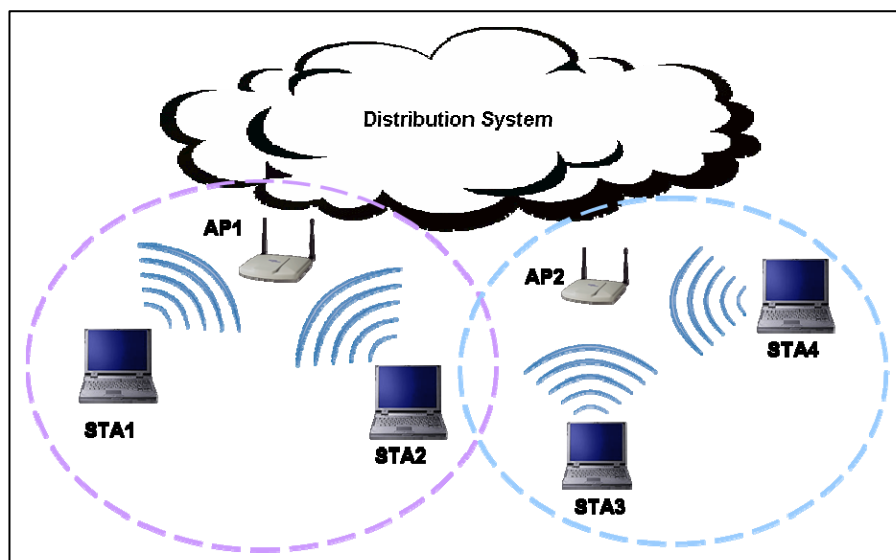 Distribution System
AP1
AP2
STA1
STA2
STA3
STA4